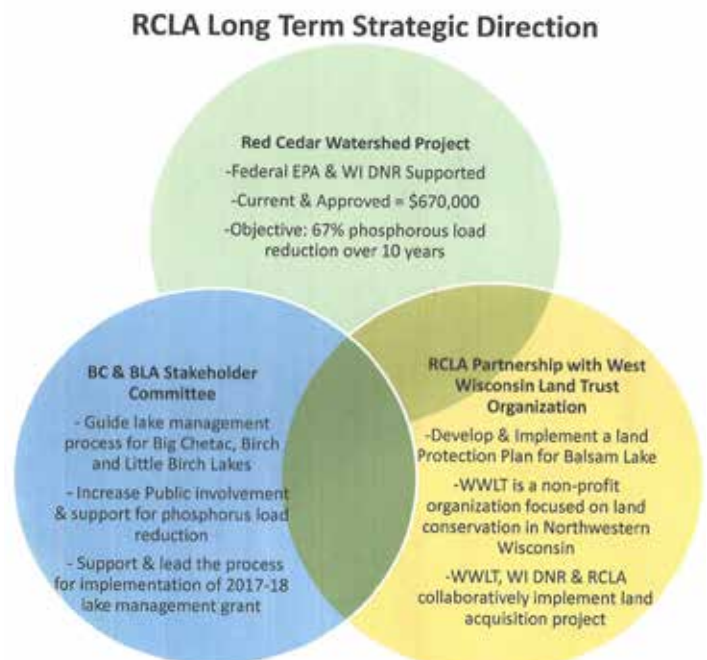 RCLA Long Term Strategic Direction
Red Cedar Watershed Project
-Federal EPA & WI DNR Supported
-Current & Approved = $670,000
-Objective: 67% phosphorous load
reduction over 10 years
BC & BLA Stakeholder
Committee
- Guide lake management
process for Big Chetac, Birch
and Little Birch Lakes
- Increase Public involvement
& support for phosphorus load
reduction
- Support & lead the process
for implementation of 2017-18
lake management grant
RCLA Partnership with West
Wisconsin Land Trust
Organization
-Develop & Implement a land
Protection Plan for Balsam Lake
-WWLT is a non-profit
organization focused on land
conservation in Northwestern
Wisconsin
-WWLT, WI DNR & RCLA
collaboratively implement land
acquisition project